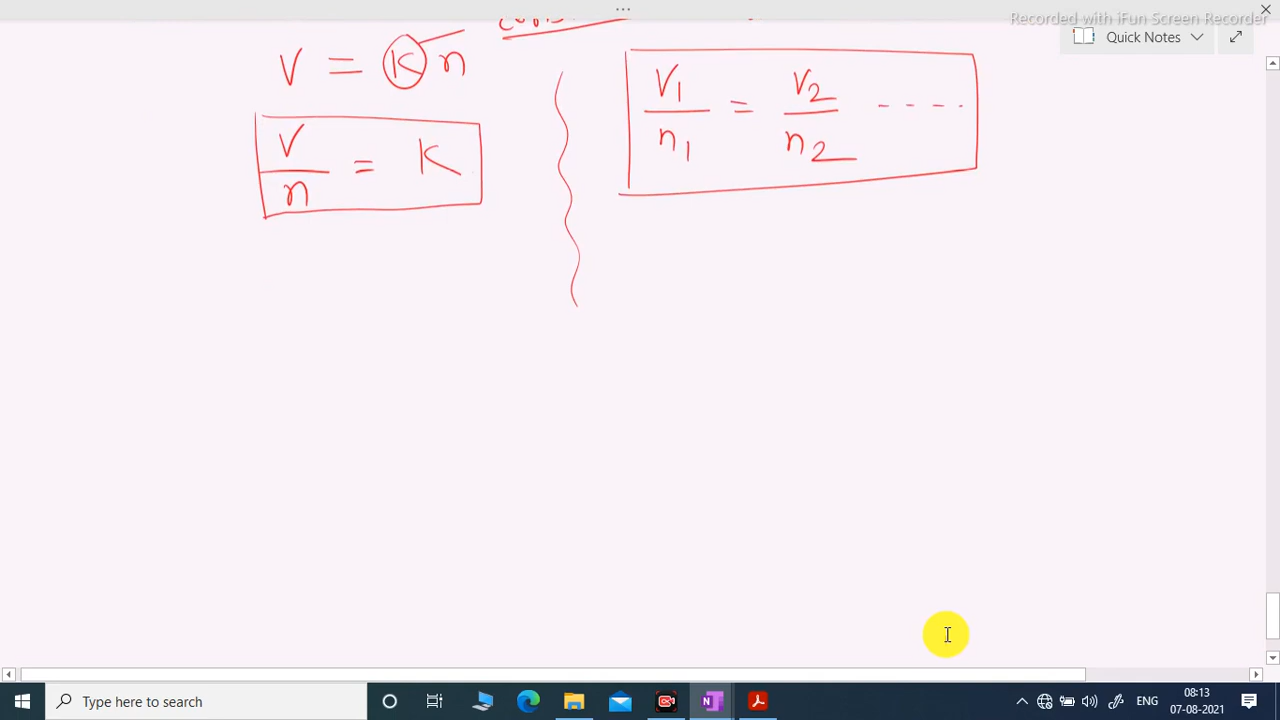 ...
Recorded with iFun Screen Recorder
Quick Notes
V = K n
V/n = K
V1/n1 = V2/n2 ----
Type here to search
ENG
08:13
07-08-2021